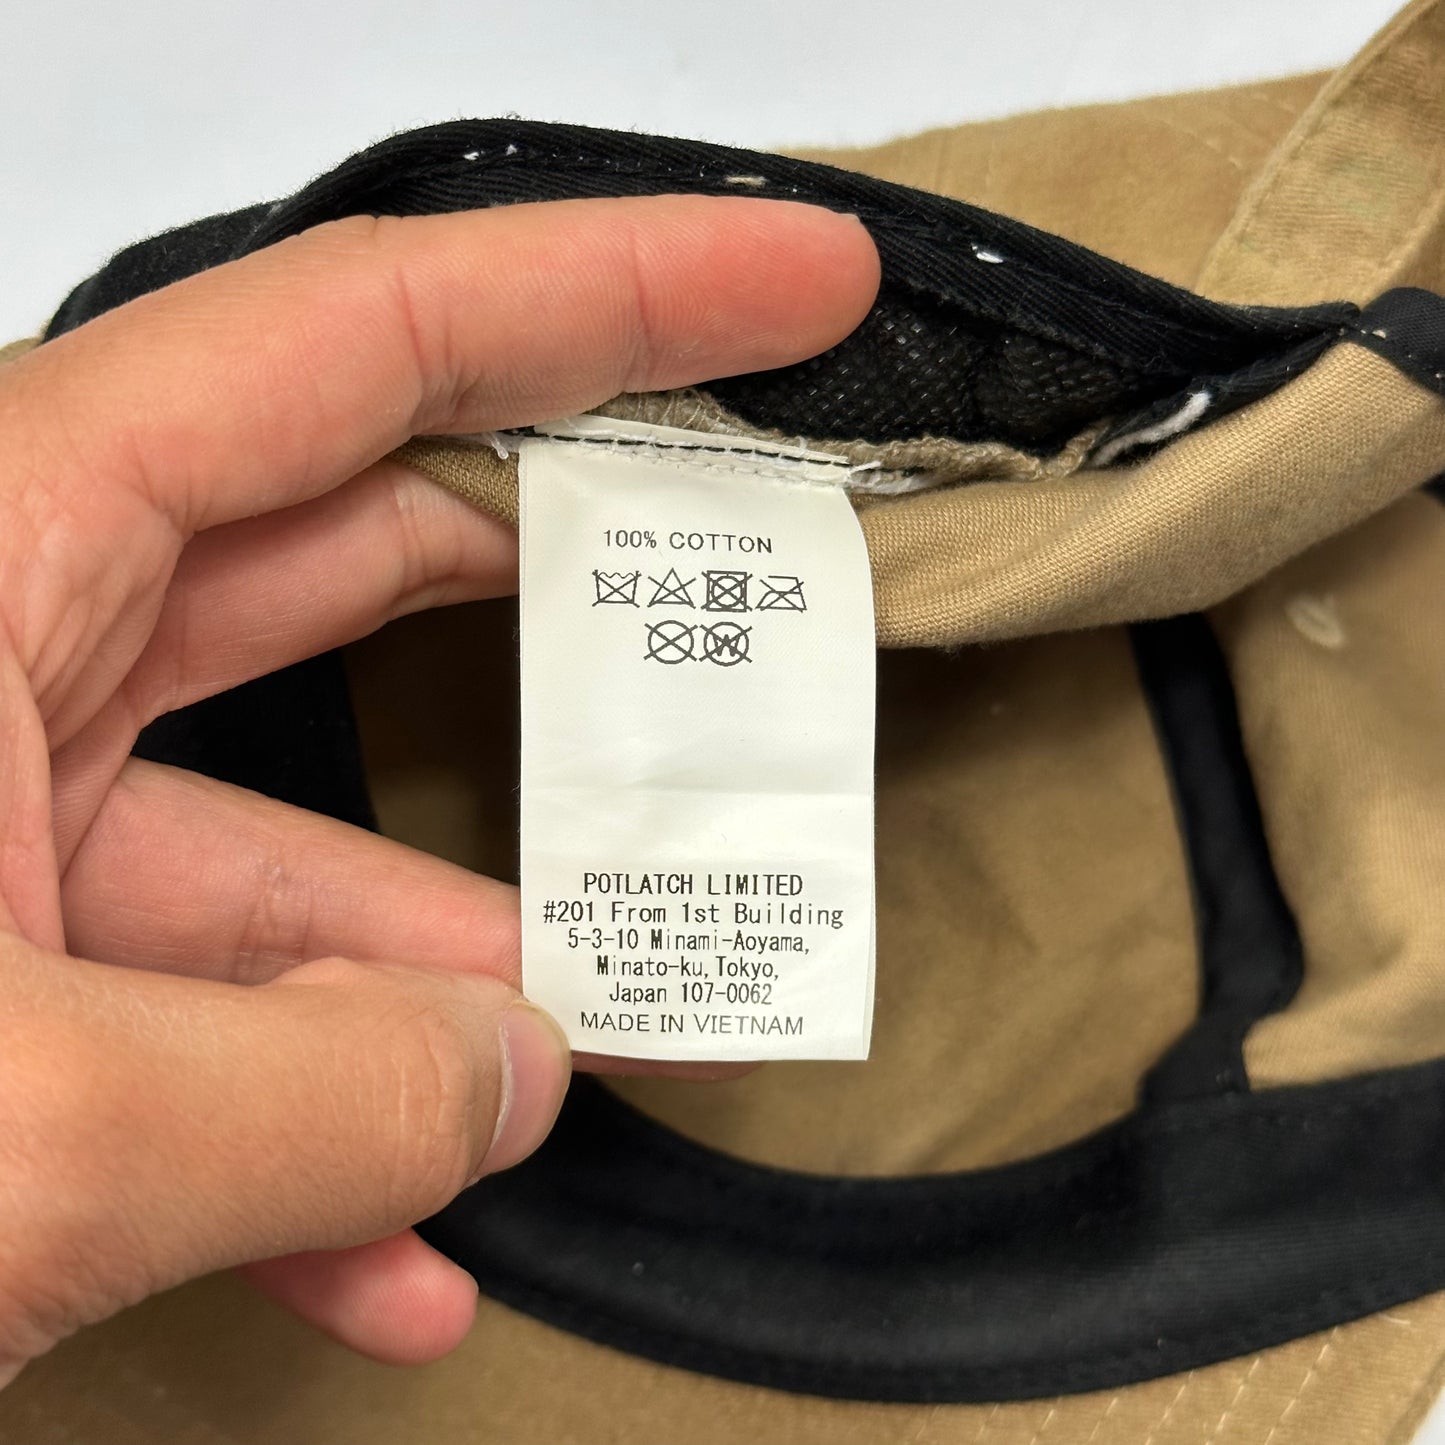 100% COTTON
W
POTLATCH LIMITED
#201 From 1st Building
5-3-10 Minami-Aoyama,
Minato-ku, Tokyo,
Japan 107-0062
MADE IN VIETNAM